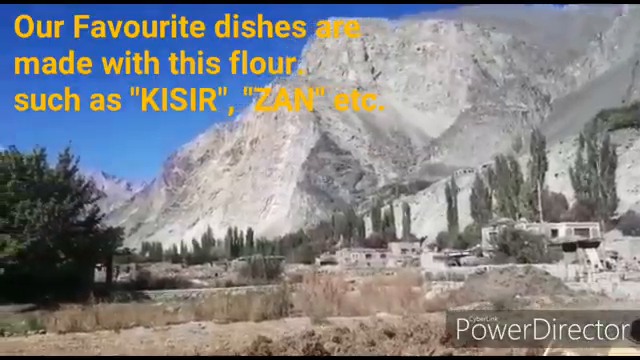 Our Favourite dishes are
made with this flour.
such as "KISIR", "ZAN" etc.
CyberLink
PowerDirector